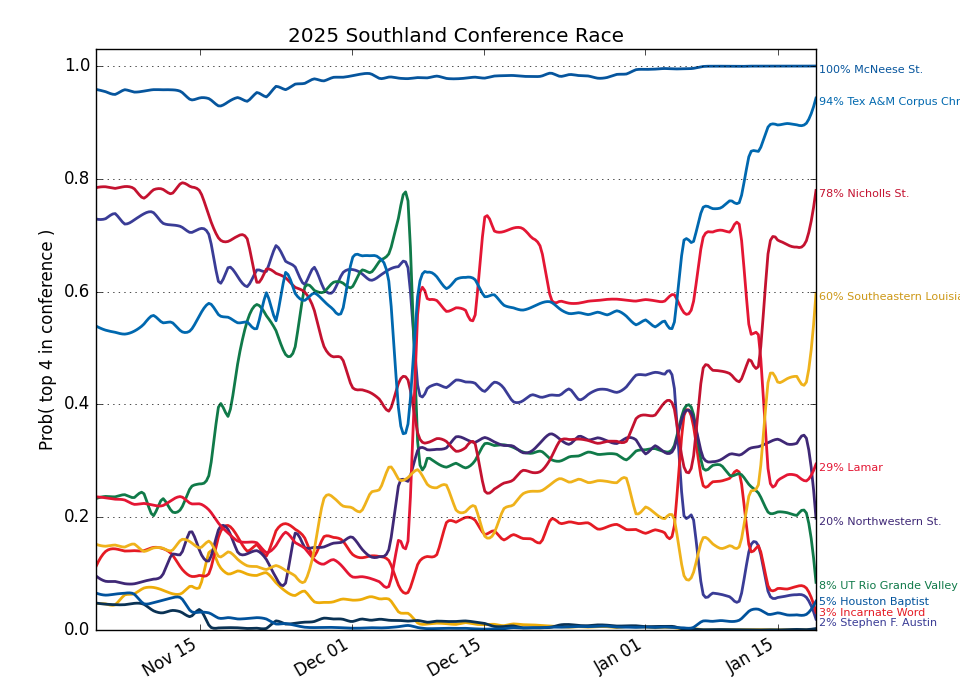 2025 Southland Conference Race
Prob( top 4 in conference )
1.0
0.8
0.6
0.4
0.2
0.0
Nov 15
Dec 01
Dec 15
Jan 01
Jan 15
100% McNeese St.
94% Tex A&M Corpus Chr
78% Nicholls St.
60% Southeastern Louisia
29% Lamar
20% Northwestern St.
8% UT Rio Grande Valley
5% Houston Baptist
3% Incarnate Word
2% Stephen F. Austin